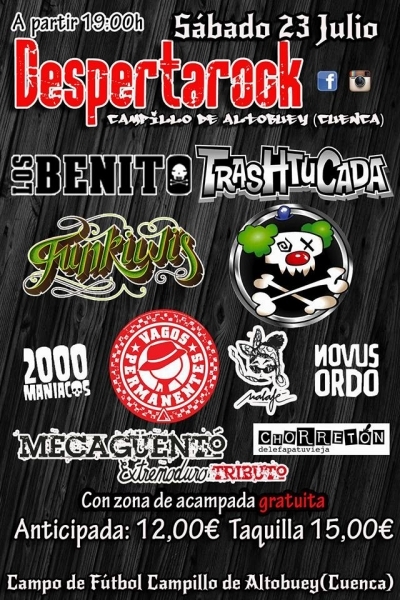 A partir 19:00h
Sábado 23 Julio
Despertarock
CAMPILLO DE ALTOBUEY (CUENCA)
LOS BENITO
TRASHTUCADA
Funkiwis
2000 MANIACOS
VAGOS PERMANENTES
malaje
NOVUS ORDO
MECAGÜENTÓ
Extremoduro TRIBUTO
CHORRETÓN
delefapatuvieja
Con zona de acampada gratuita
Anticipada: 12,00€ Taquilla 15,00€
Campo de Fútbol Campillo de Altobuey(Cuenca)